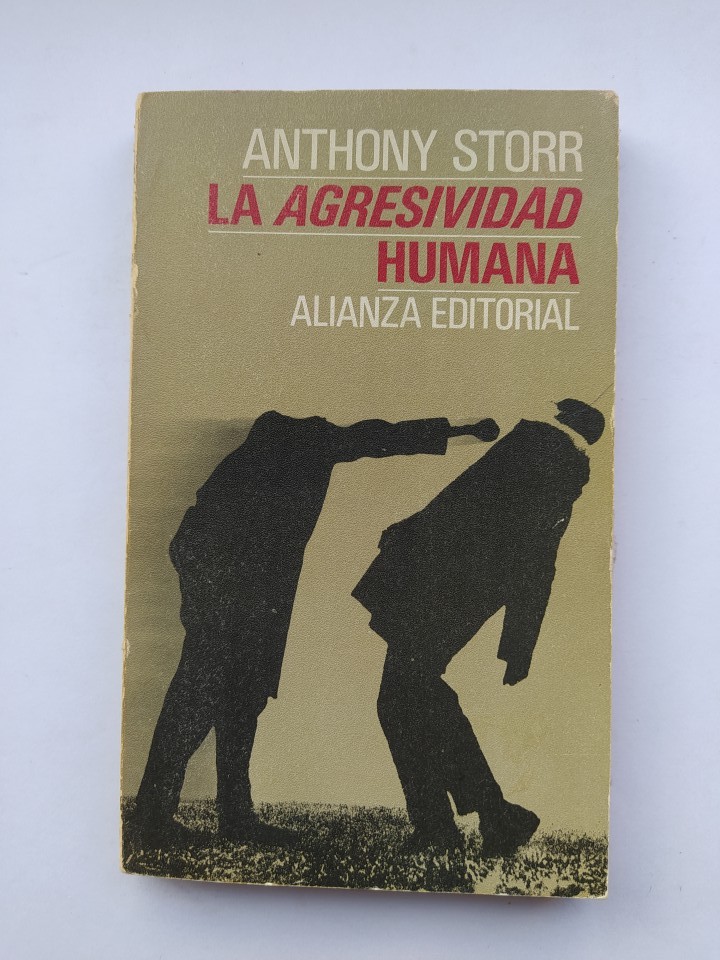 ANTHONY STORR
LA AGRESIVIDAD
HUMANA
ALIANZA EDITORIAL